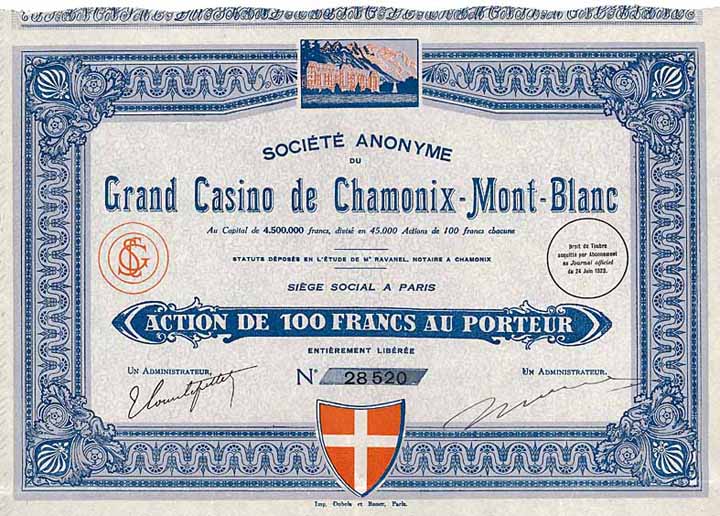 SOCIÉTÉ ANONYME
DU
Grand Casino de Chamonix-Mont-Blanc
Au Capital de 4.500.000 francs, divisé en 45.000 Actions de 100 francs chacune
STATUTS DÉPOSÉS EN L'ÉTUDE DE Me RAVANEL, NOTAIRE A CHAMONIX
SIÈGE SOCIAL A PARIS
Droit de Timbre
acquitté par Abonnement
au Journal officiel
du 24 Juin 1923.
ACTION DE 100 FRANCS AU PORTEUR
ENTIÈREMENT LIBÉRÉE
UN ADMINISTRATEUR,
No 28520
UN ADMINISTRATEUR.
Imp. Dubois et Bauer, Paris.